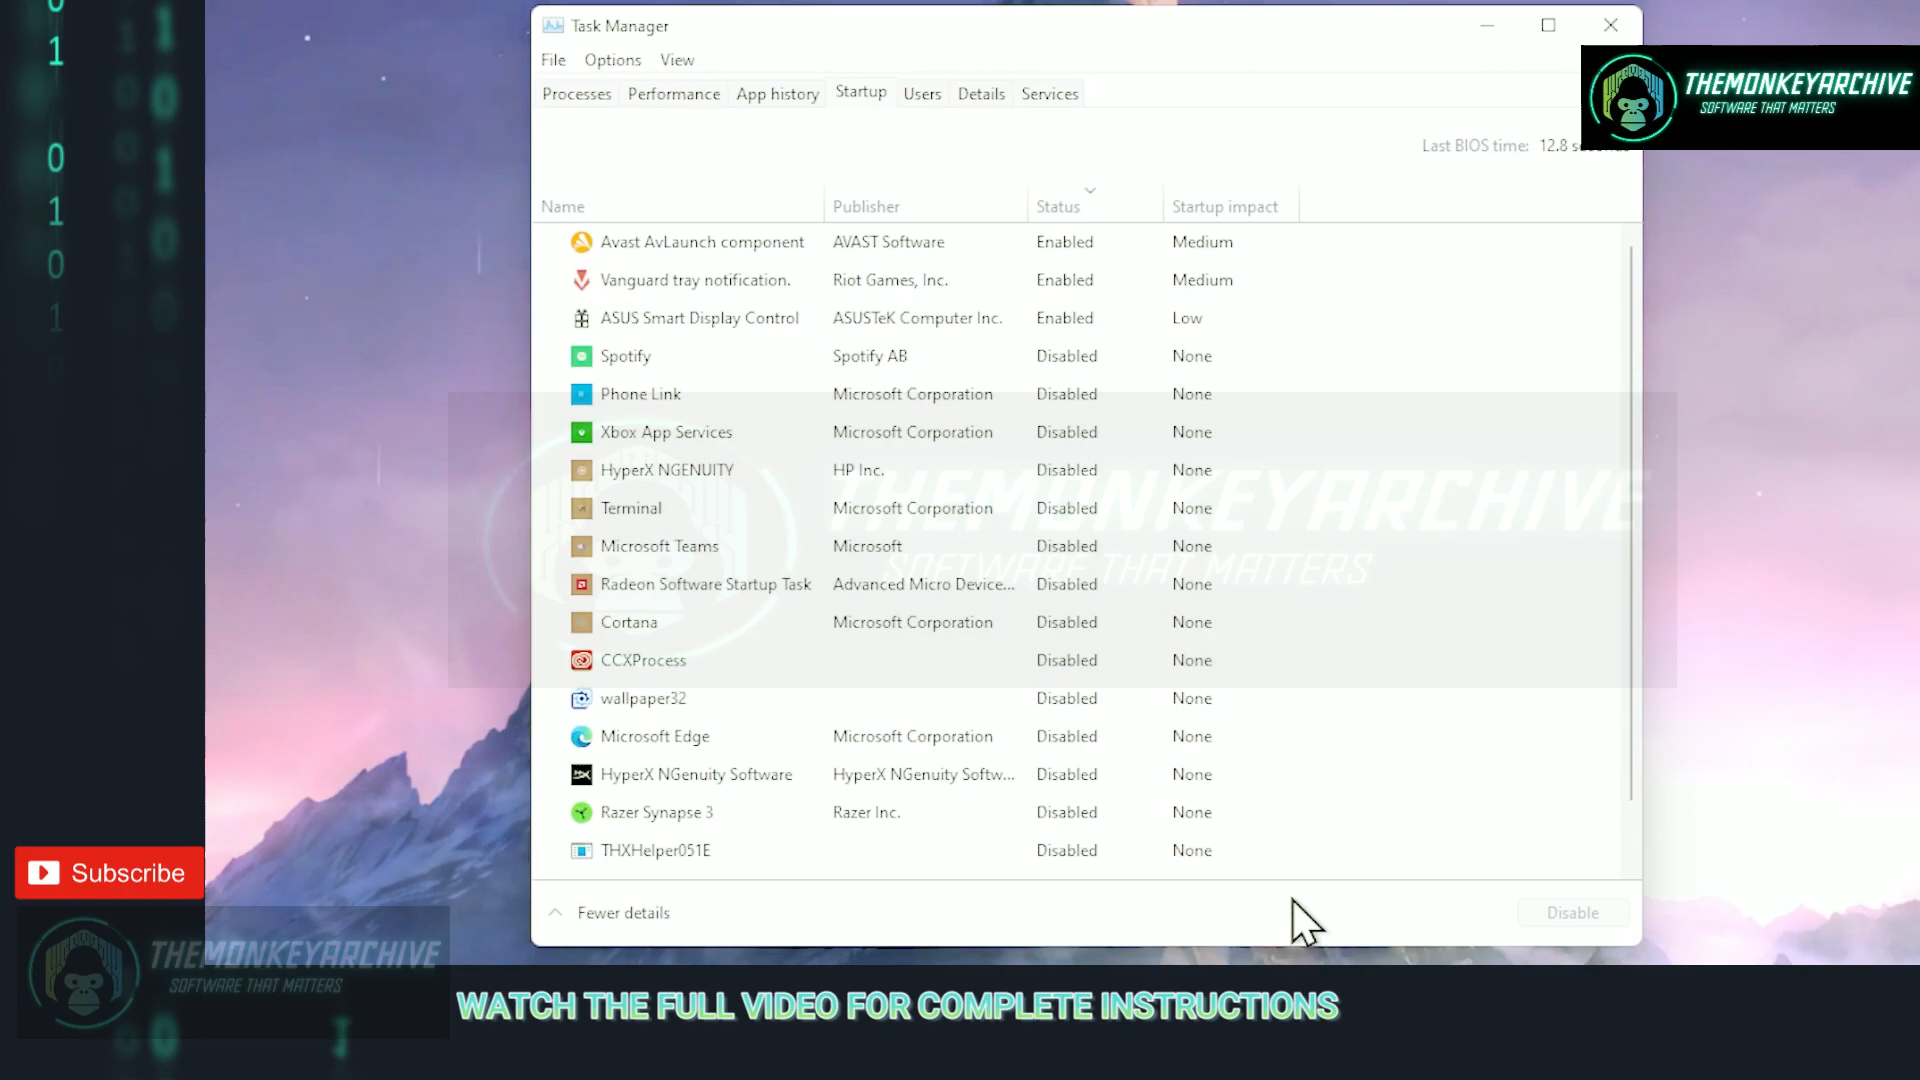 0
1
0
1
0
1
1
0
1
0
Task Manager
File Options View
Processes Performance App history Startup Users Details Services
THEMONKEYARCHIVE
SOFTWARE THAT MATTERS
Last BIOS time: 12.8
Name Publisher Status Startup impact
Avast AvLaunch component AVAST Software Enabled Medium
Vanguard tray notification. Riot Games, Inc. Enabled Medium
ASUS Smart Display Control ASUSTeK Computer Inc. Enabled Low
Spotify Spotify AB Disabled None
Phone Link Microsoft Corporation Disabled None
Xbox App Services Microsoft Corporation Disabled None
HyperX NGENUITY HP Inc. Disabled None
Terminal Microsoft Corporation Disabled None
Microsoft Teams Microsoft Disabled None
Radeon Software Startup Task Advanced Micro Device... Disabled None
Cortana Microsoft Corporation Disabled None
CCXProcess Disabled None
wallpaper32 Disabled None
Microsoft Edge Microsoft Corporation Disabled None
HyperX NGenuity Software HyperX NGenuity Softw... Disabled None
Razer Synapse 3 Razer Inc. Disabled None
THXHelper051E Disabled None
THEMONKEYARCHIVE
SOFTWARE THAT MATTERS
Fewer details Disable
Subscribe
THEMONKEYARCHIVE
SOFTWARE THAT MATTERS
WATCH THE FULL VIDEO FOR COMPLETE INSTRUCTIONS